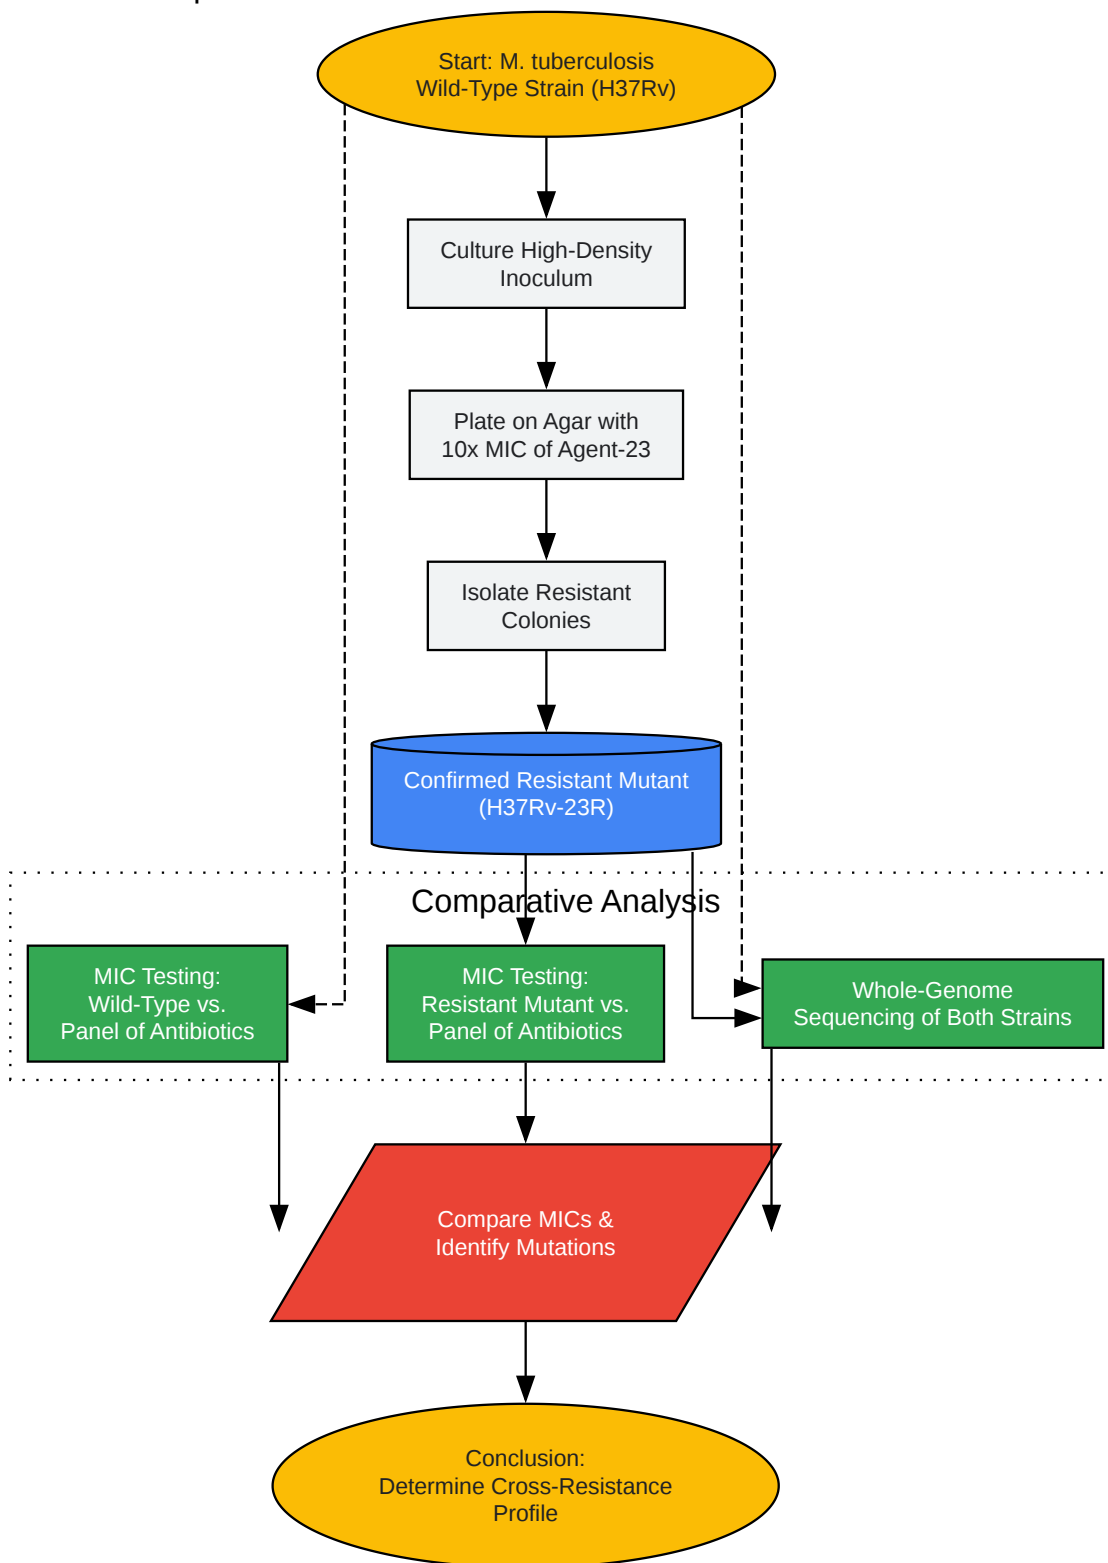 Start: M. tuberculosis
Wild-Type Strain (H37Rv)
Culture High-Density
Inoculum
Plate on Agar with
10x MIC of Agent-23
Isolate Resistant
Colonies
Confirmed Resistant Mutant
(H37Rv-23R)
Comparative Analysis
MIC Testing:
Wild-Type vs.
Panel of Antibiotics
MIC Testing:
Resistant Mutant vs.
Panel of Antibiotics
Whole-Genome
Sequencing of Both Strains
Compare MICs &
Identify Mutations
Conclusion:
Determine Cross-Resistance
Profile